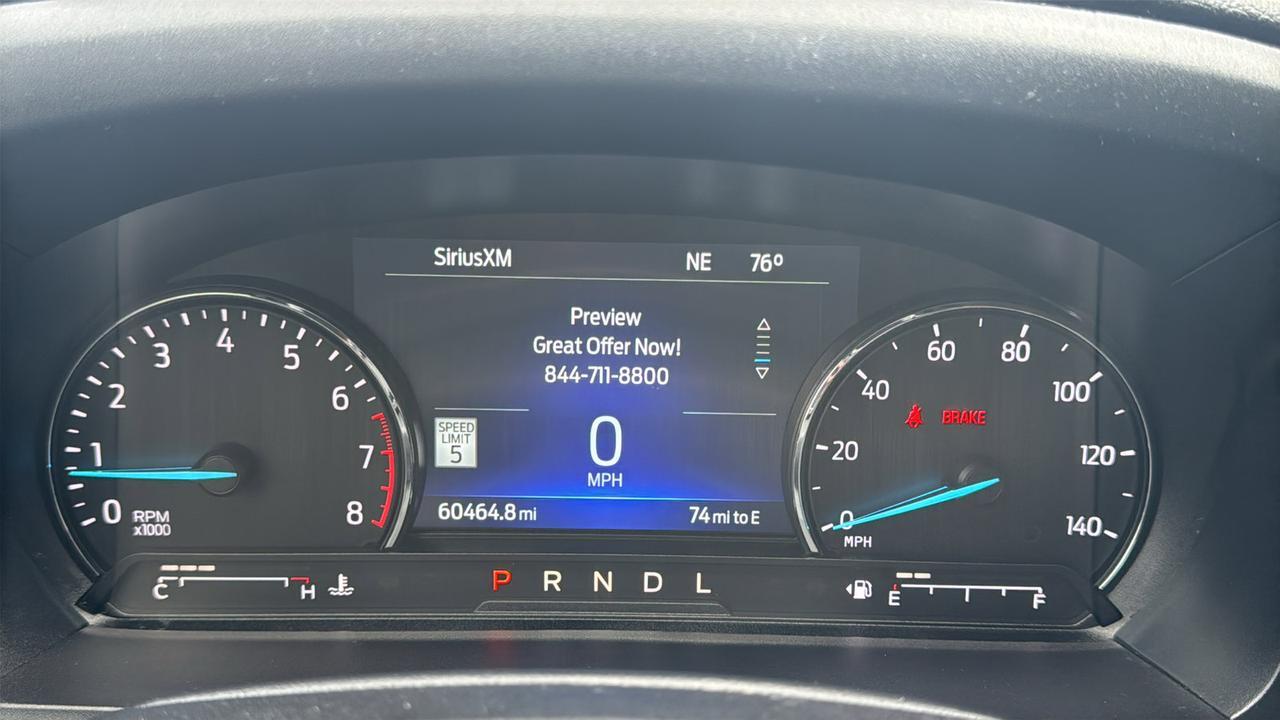 SiriusXM NE 76°
Preview
Great Offer Now!
844-711-8800
SPEED
LIMIT
5
0
MPH
60464.8 mi 74 mi to E
0 1 2 3 4 5 6 7 8
RPM
x1000
0 20 40 60 80 100 120 140
MPH
BRAKE
C H
P R N D L
E F